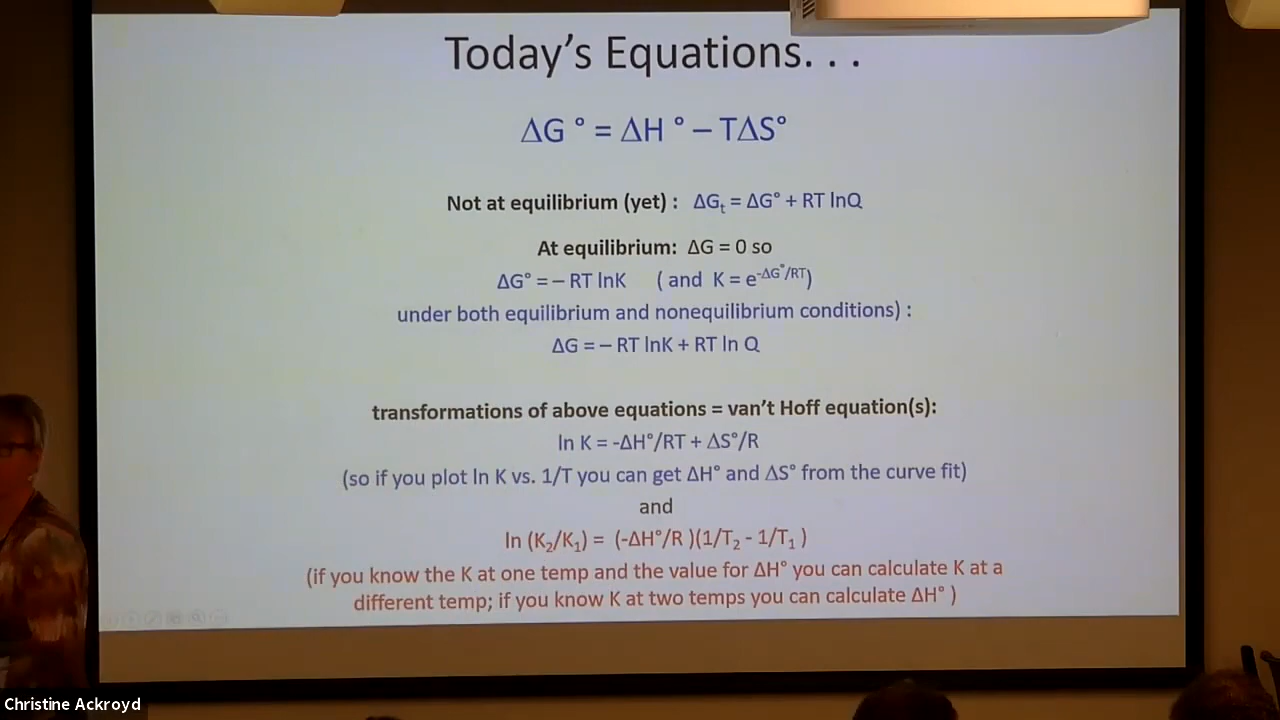 Today's Equations. . .
ΔG ° = ΔH ° – TΔS°
Not at equilibrium (yet) : ΔGₜ = ΔG° + RT lnQ
At equilibrium: ΔG = 0 so
ΔG° = – RT lnK ( and K = e^-ΔG°/RT)
under both equilibrium and nonequilibrium conditions) :
ΔG = – RT lnK + RT ln Q
transformations of above equations = van't Hoff equation(s):
ln K = -ΔH°/RT + ΔS°/R
(so if you plot ln K vs. 1/T you can get ΔH° and ΔS° from the curve fit)
and
ln (K₂/K₁) = (-ΔH°/R )(1/T₂ - 1/T₁ )
(if you know the K at one temp and the value for ΔH° you can calculate K at a
different temp; if you know K at two temps you can calculate ΔH° )
Christine Ackroyd